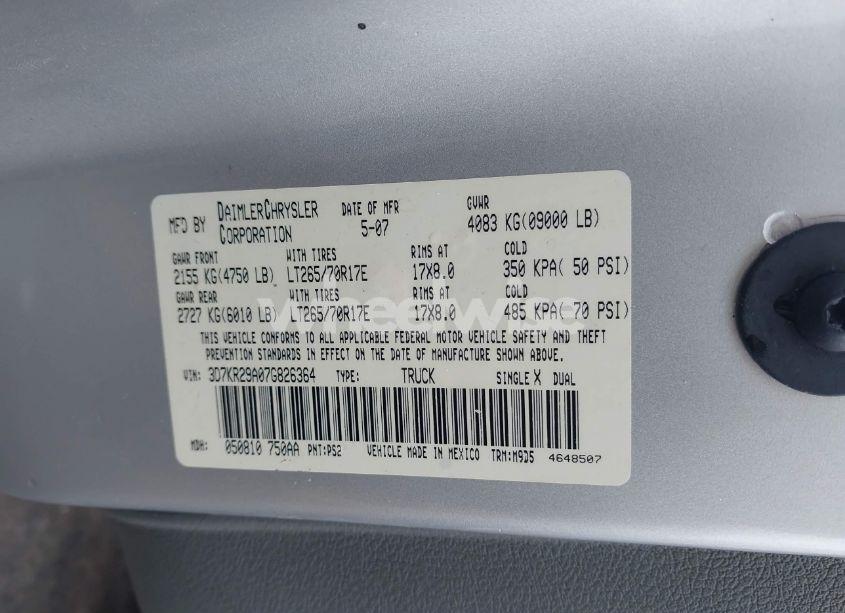 MFD BY DAIMLERCHRYSLER CORPORATION DATE OF MFR 5-07 GVWR 4083 KG(09000 LB)
GAWR FRONT WITH TIRES RIMS AT COLD
2155 KG(4750 LB) LT265/70R17E 17X8.0 350 KPA( 50 PSI)
GAWR REAR WITH TIRES RIMS AT COLD
2727 KG(6010 LB) LT265/70R17E 17X8.0 485 KPA( 70 PSI)
THIS VEHICLE CONFORMS TO ALL APPLICABLE FEDERAL MOTOR VEHICLE SAFETY AND THEFT
PREVENTION STANDARDS IN EFFECT ON THE DATE OF MANUFACTURE SHOWN ABOVE.
VIN: 3D7KR29A07G826364 TYPE: TRUCK SINGLE X DUAL
MDH: 050810 750AA PNT:PS2 VEHICLE MADE IN MEXICO TRM:M9D5 4648507
wheelwise